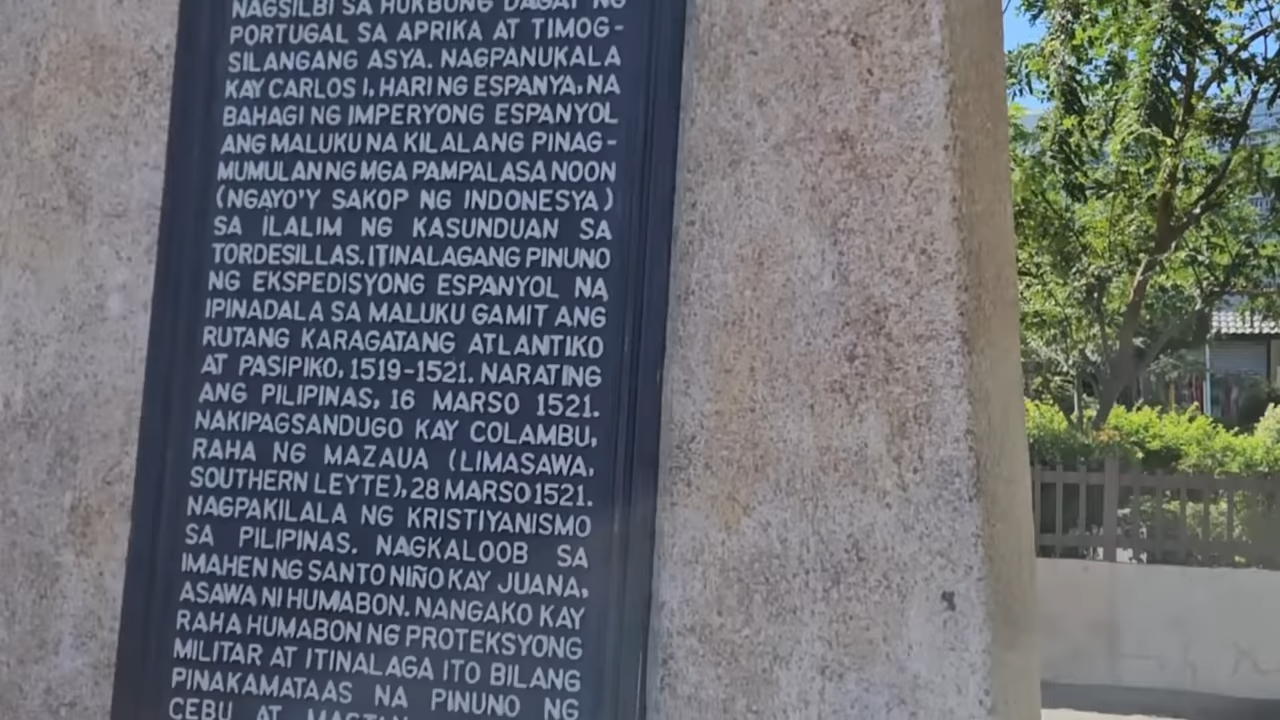 NAGSILBI SA HUKBONG DAGAT NG
PORTUGAL SA APRIKA AT TIMOG-
SILANGANG ASYA. NAGPANUKALA
KAY CARLOS I, HARI NG ESPANYA, NA
BAHAGI NG IMPERYONG ESPANYOL
ANG MALUKU NA KILALANG PINAG-
MUMULAN NG MGA PAMPALASA NOON
(NGAYO'Y SAKOP NG INDONESYA)
SA ILALIM NG KASUNDUAN SA
TORDESILLAS. ITINALAGANG PINUNO
NG EKSPEDISYONG ESPANYOL NA
IPINADALA SA MALUKU GAMIT ANG
RUTANG KARAGATANG ATLANTIKO
AT PASIPIKO, 1519-1521. NARATING
ANG PILIPINAS, 16 MARSO 1521.
NAKIPAGSANDUGO KAY COLAMBU,
RAHA NG MAZAUA (LIMASAWA,
SOUTHERN LEYTE), 28 MARSO 1521.
NAGPAKILALA NG KRISTIYANISMO
SA PILIPINAS. NAGKALOOB SA
IMAHEN NG SANTO NIÑO KAY JUANA,
ASAWA NI HUMABON. NANGAKO KAY
RAHA HUMABON NG PROTEKSYONG
MILITAR AT ITINALAGA ITO BILANG
PINAKAMATAAS NA PINUNO NG
CEBU AT